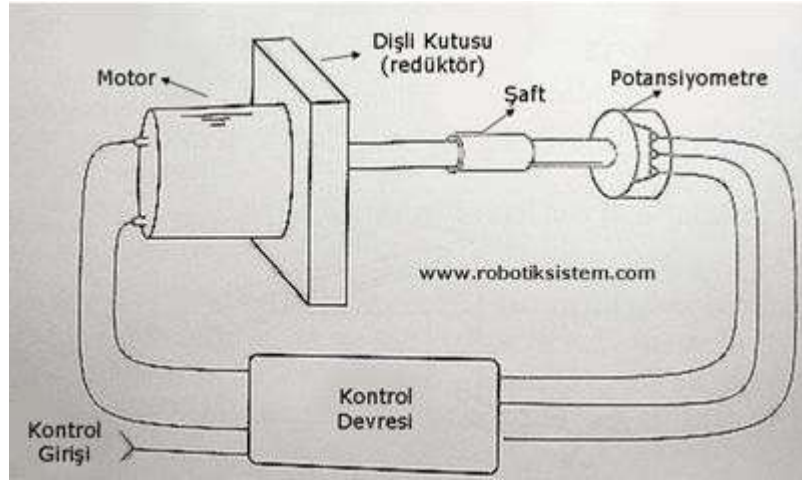 Dişli Kutusu
(redüktör)
Motor
Potansiyometre
Şaft
www.robotiksistem.com
Kontrol
Devresi
Kontrol
Girişi